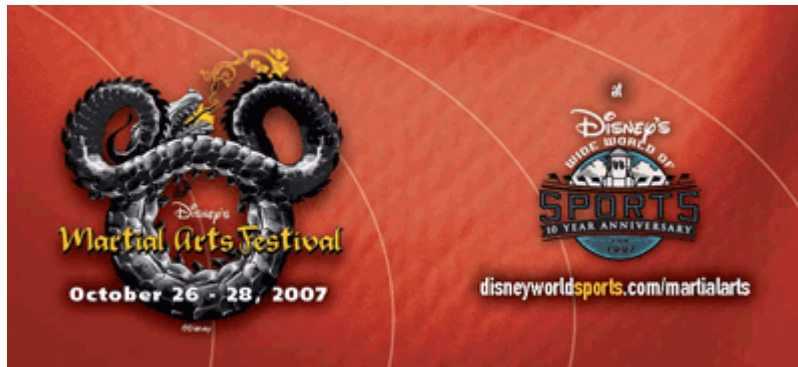 Disney's
Martial Arts Festival
October 26 - 28, 2007
©Disney
at
Disney's
WIDE WORLD OF
SPORTS
10 YEAR ANNIVERSARY
1997
disneyworldsports.com/martialarts